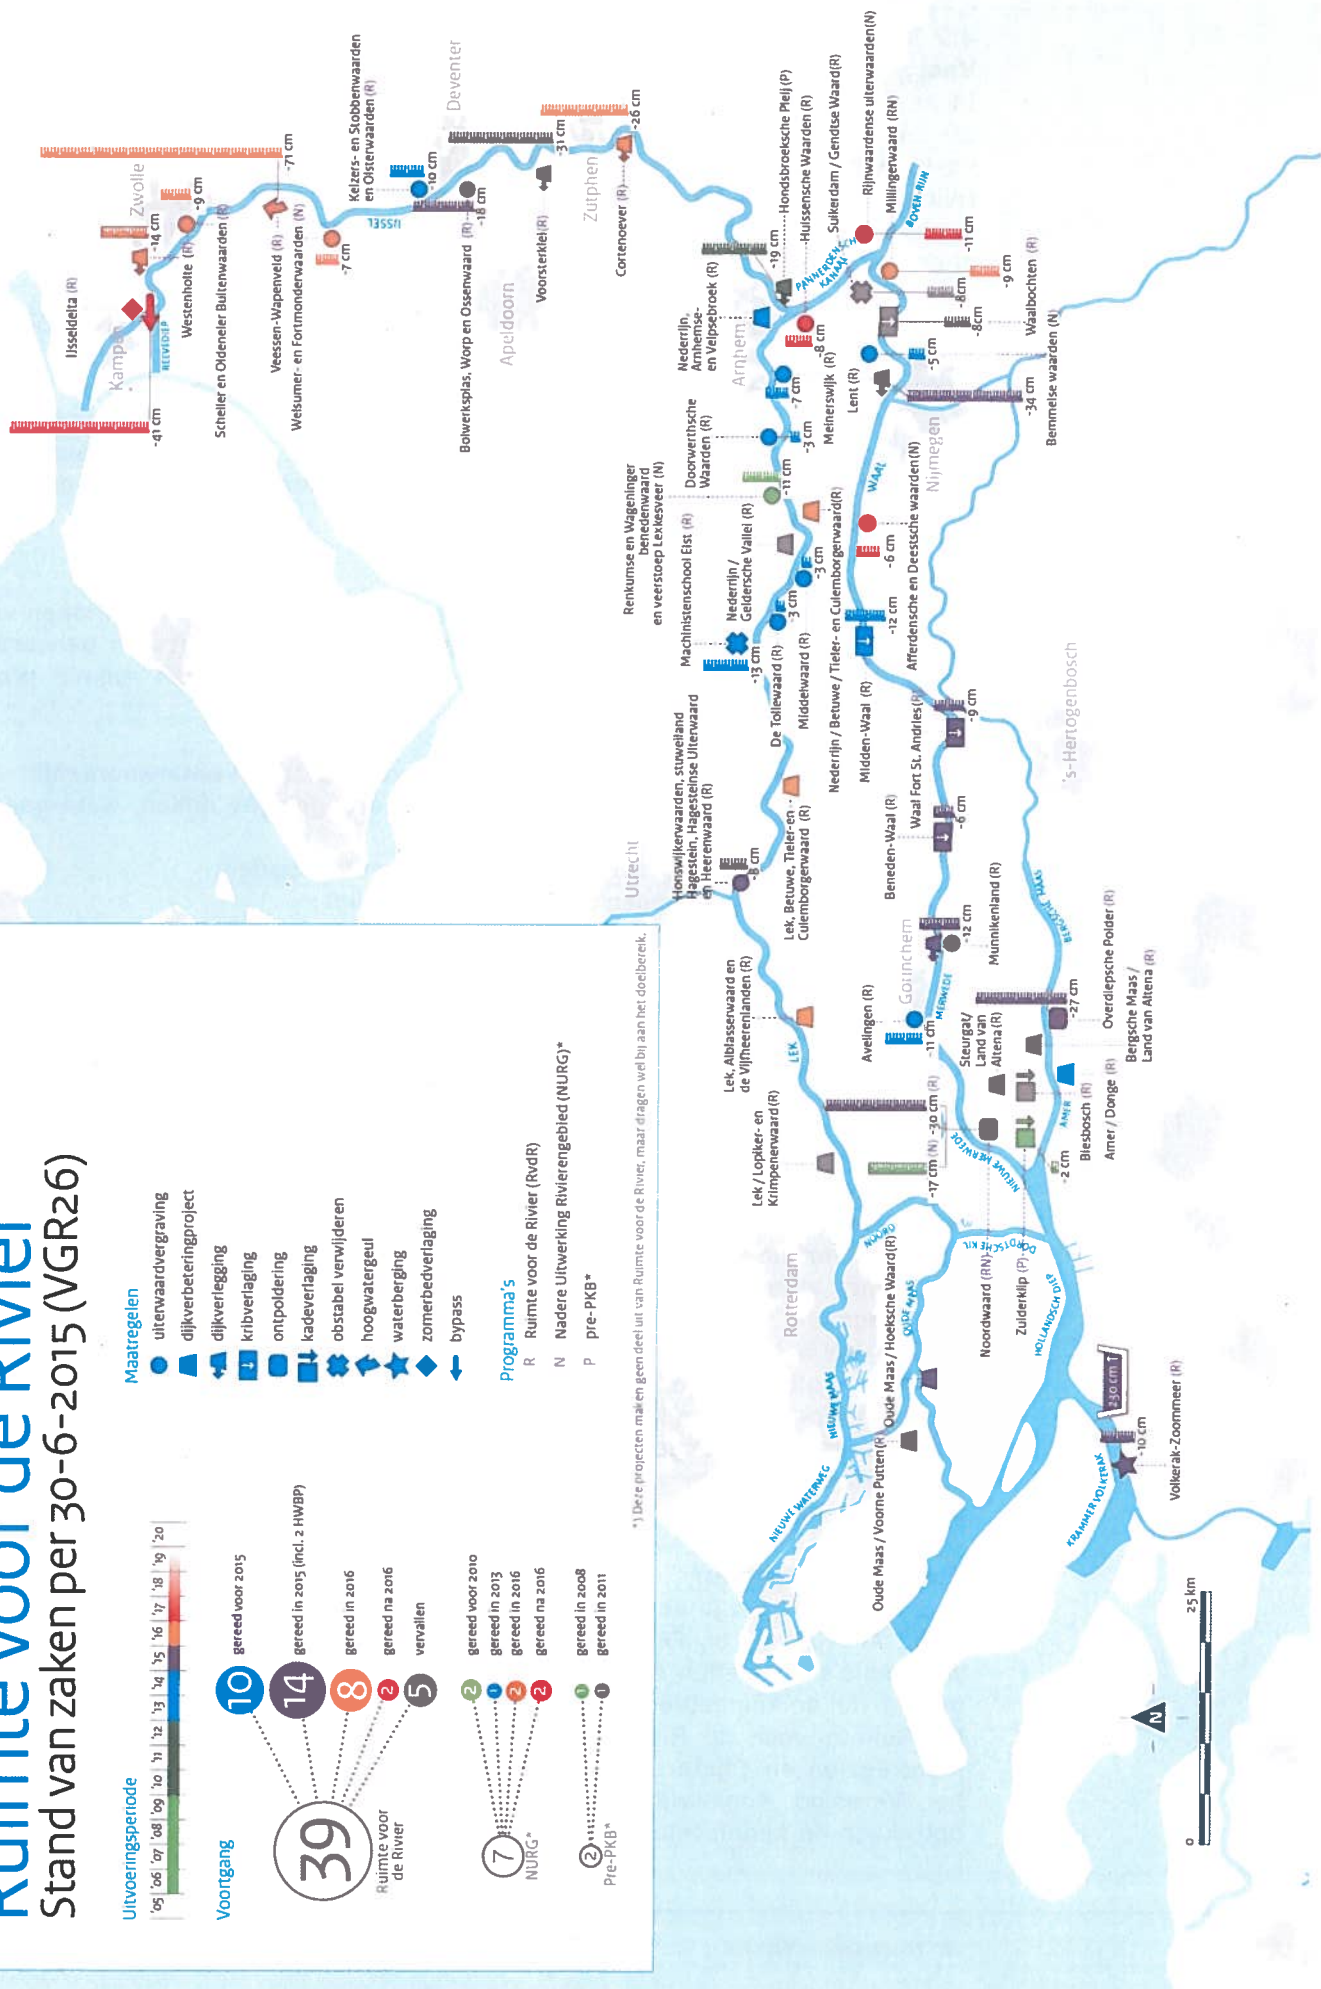 Ruimte voor de Rivier
Stand van zaken per 30-6-2015 (VGR26)
Uitvoeringsperiode
'05 '06 '07 '08 '09 '10 '11 '12 '13 '14 '15 '16 '17 '18 '19 '20
Voortgang
39
Ruimte voor
de Rivier
10 gereed voor 2015
14 gereed in 2015 (incl. 2 HWBP)
8 gereed in 2016
2 gereed na 2016
5 vervallen
7
NURG*
2 gereed voor 2010
1 gereed in 2013
2 gereed in 2016
2 gereed na 2016
2
Pre-PKB*
1 gereed in 2008
1 gereed in 2011
Maatregelen
uiterwaardvergraving
dijkverbeteringproject
dijkverlegging
kribverlaging
ontpoldering
kadeverlaging
obstakel verwijderen
hoogwatergeul
waterberging
zomerbedverlaging
bypass
Programma's
R Ruimte voor de Rivier (RvdR)
N Nadere Uitwerking Rivierengebied (NURG)*
P pre-PKB*
*) Deze projecten maken geen deel uit van Ruimte voor de Rivier, maar dragen wel bij aan het doelbereik.
IJsseldelta (R)
Kampen
-41 cm
REEVEDIEP
Zwolle
-14 cm
Westenholte (R)
-9 cm
Scheller en Oldeneler Buitenwaarden (R)
-71 cm
Veessen-Wapenveld (R)
Welsumer- en Fortmonderwaarden (N)
-7 cm
Keizers- en Stobbenwaarden
en Olsterwaarden (R)
-10 cm
IJSSEL
Deventer
-18 cm
Bolwerksplas, Worp en Ossenwaard (R)
Apeldoorn
-31 cm
Voorsterklei (R)
Zutphen
-26 cm
Cortenoever (R)
Nederrijn,
Arnhemse-
en Velpsebroek (R)
-19 cm
Hondsbroeksche Pleij (P)
Huissensche Waarden (R)
-8 cm
Arnhem
PANNERDENSCH
KANAAL
Suikerdam / Gendtse Waard (R)
-8cm
Rijnwaardense uiterwaarden (N)
-11 cm
Millingerwaard (RN)
-9 cm
BOVEN-RIJN
Waalbochten (R)
-8cm
Bemmelse waarden (N)
-5 cm
Lent (R)
-34 cm
Nijmegen
Meinerswijk (R)
-7 cm
Doorwerthsche
Waarden (R)
-3 cm
Renkumse en Wageninger
benedenwaard
en veerstoep Lexkesveer (N)
-11 cm
Machinistenschool Elst (R)
-13 cm
Nederrijn /
Geldersche Vallei (R)
De Tollewaard (R)
-3 cm
Middelwaard (R)
-3 cm
Nederrijn / Betuwe / Tieler- en Culemborgerwaard (R)
WAAL
-6 cm
Afferdensche en Deestsche waarden (N)
-12 cm
Midden-Waal (R)
Waal Fort St. Andries (R)
-9 cm
's-Hertogenbosch
Utrecht
Honswijkerwaarden, stuweiland
Hagestein, Hagesteinse Uiterwaard
en Heerenwaard (R)
-8 cm
Lek, Betuwe, Tieler- en
Culemborgerwaard (R)
Beneden-Waal (R)
-6 cm
Gorinchem
-12 cm
Munnikenland (R)
Avelingen (R)
-11 cm
MERWEDE
Lek, Alblasserwaard en
de Vijfheerenlanden (R)
LEK
Lek / Lopiker- en
Krimpenerwaard (R)
-30 cm (R)
-17 cm (N)
NIEUWE MERWEDE
Steurgat/
Land van
Altena (R)
BERGSCHE MAAS
-27 cm
Overdiepsche Polder (R)
Bergsche Maas /
Land van Altena (R)
AMER
Amer / Donge (R)
Biesbosch (R)
-2 cm
Noordwaard (RN)
Zuiderklip (P)
DORDTSCHE KIL
HOLLANDSCH DIEP
Rotterdam
NOORD
OUDE MAAS
NIEUWE MAAS
Oude Maas / Hoeksche Waard (R)
Oude Maas / Voorne Putten (R)
NIEUWE WATERWEG
230 cm
-10 cm
Volkerak-Zoommeer (R)
KRAMMER VOLKERAK
N
0 25 km